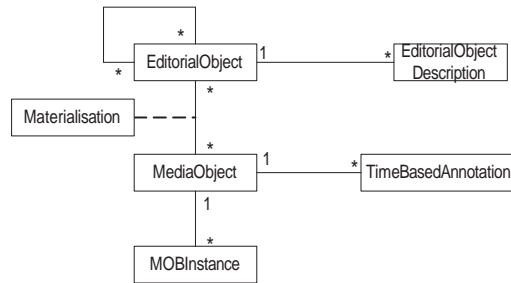 *
EditorialObject
*
1
*
EditorialObject
Description
*
Materialisation
*
MediaObject
1
*
TimeBasedAnnotation
1
*
MOBInstance